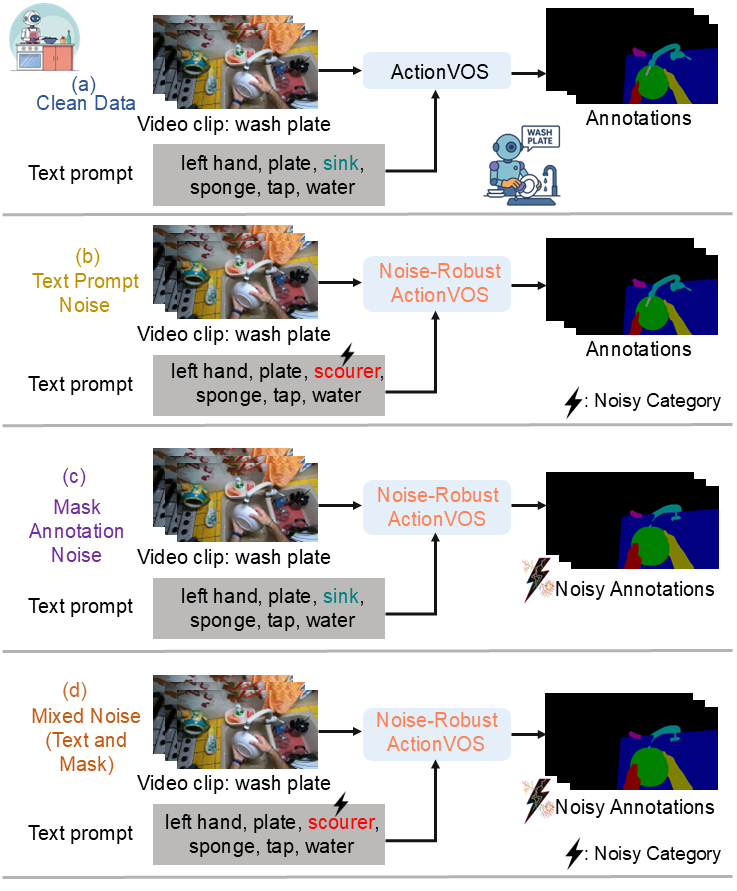 (a)
Clean Data
Video clip: wash plate
ActionVOS
Annotations
WASH
PLATE
Text prompt
left hand, plate, sink,
sponge, tap, water
(b)
Text Prompt
Noise
Video clip: wash plate
Noise-Robust
ActionVOS
Annotations
Text prompt
left hand, plate, scourer,
sponge, tap, water
: Noisy Category
(c)
Mask
Annotation
Noise
Video clip: wash plate
Noise-Robust
ActionVOS
Noisy Annotations
Text prompt
left hand, plate, sink,
sponge, tap, water
(d)
Mixed Noise
(Text and
Mask)
Video clip: wash plate
Noise-Robust
ActionVOS
Noisy Annotations
Text prompt
left hand, plate, scourer,
sponge, tap, water
: Noisy Category